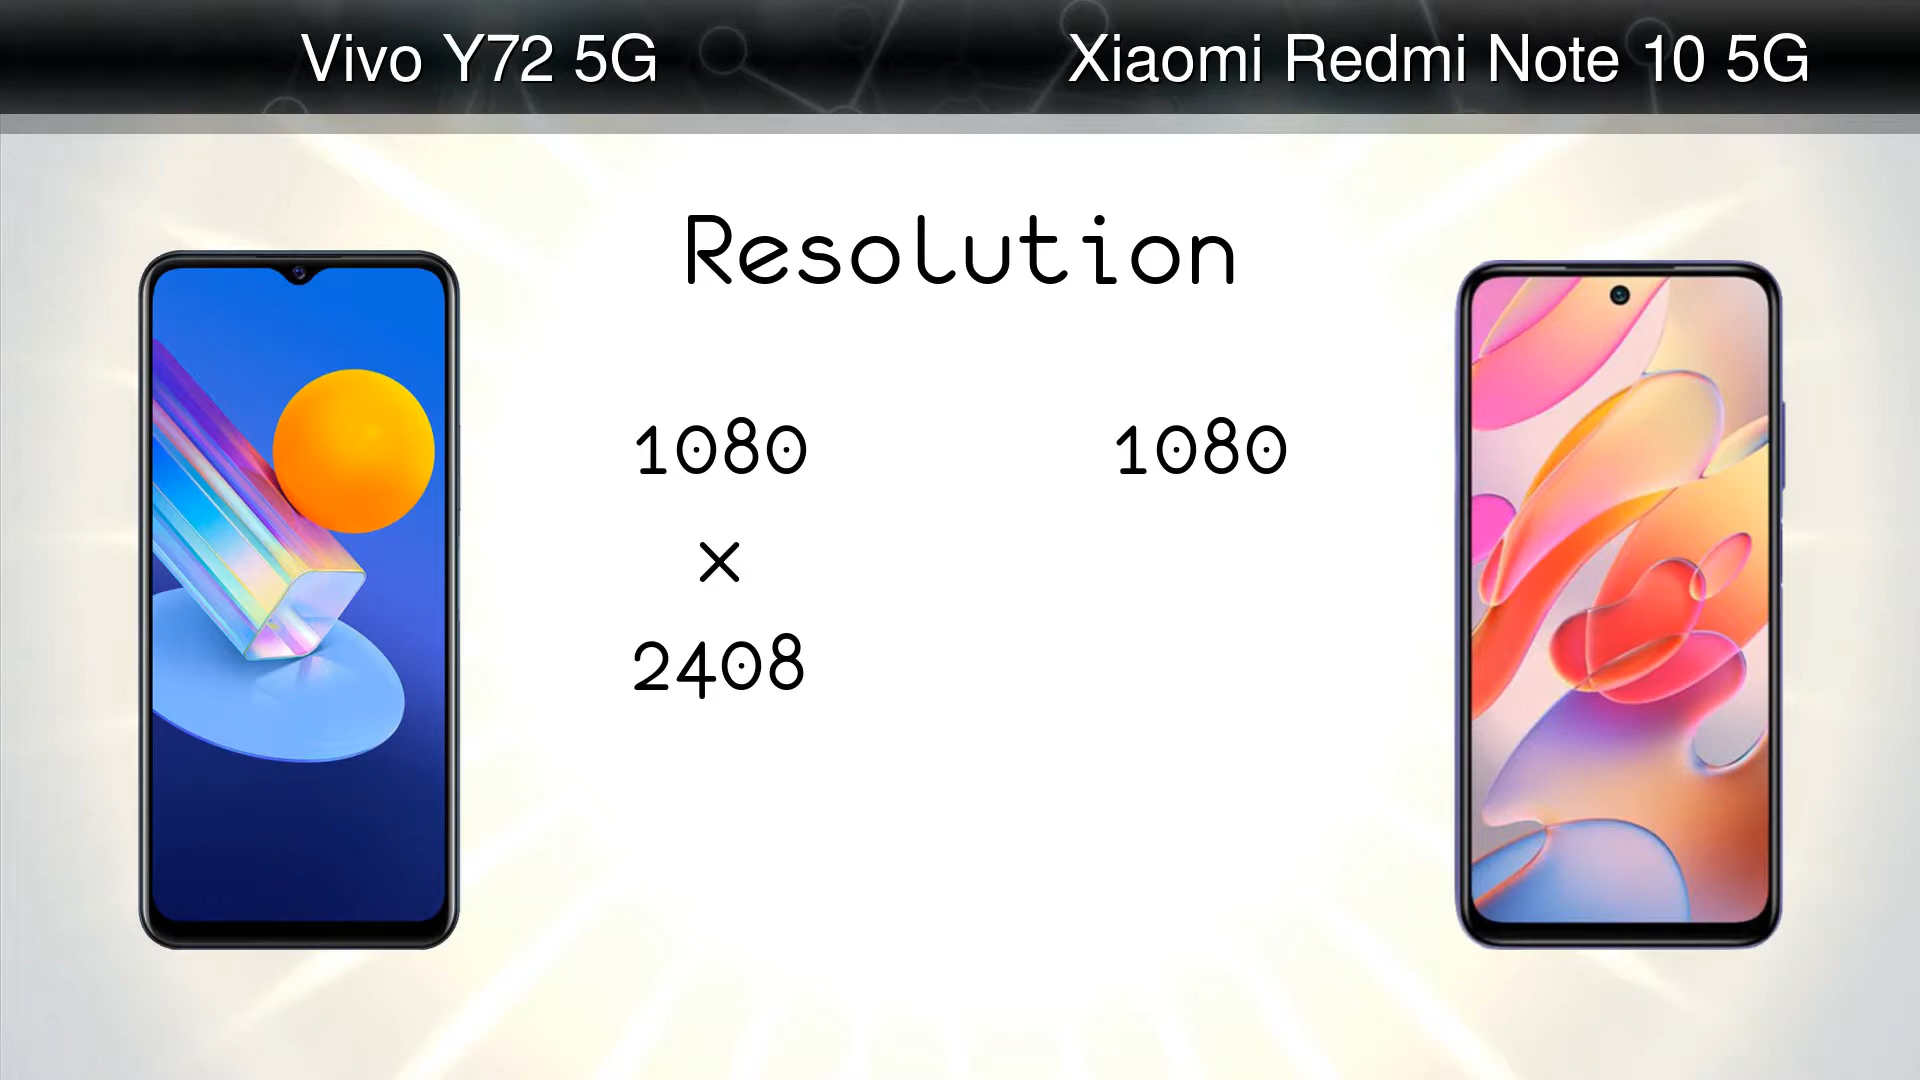 Vivo Y72 5G
Xiaomi Redmi Note 10 5G
Resolution
1080
×
2408
1080